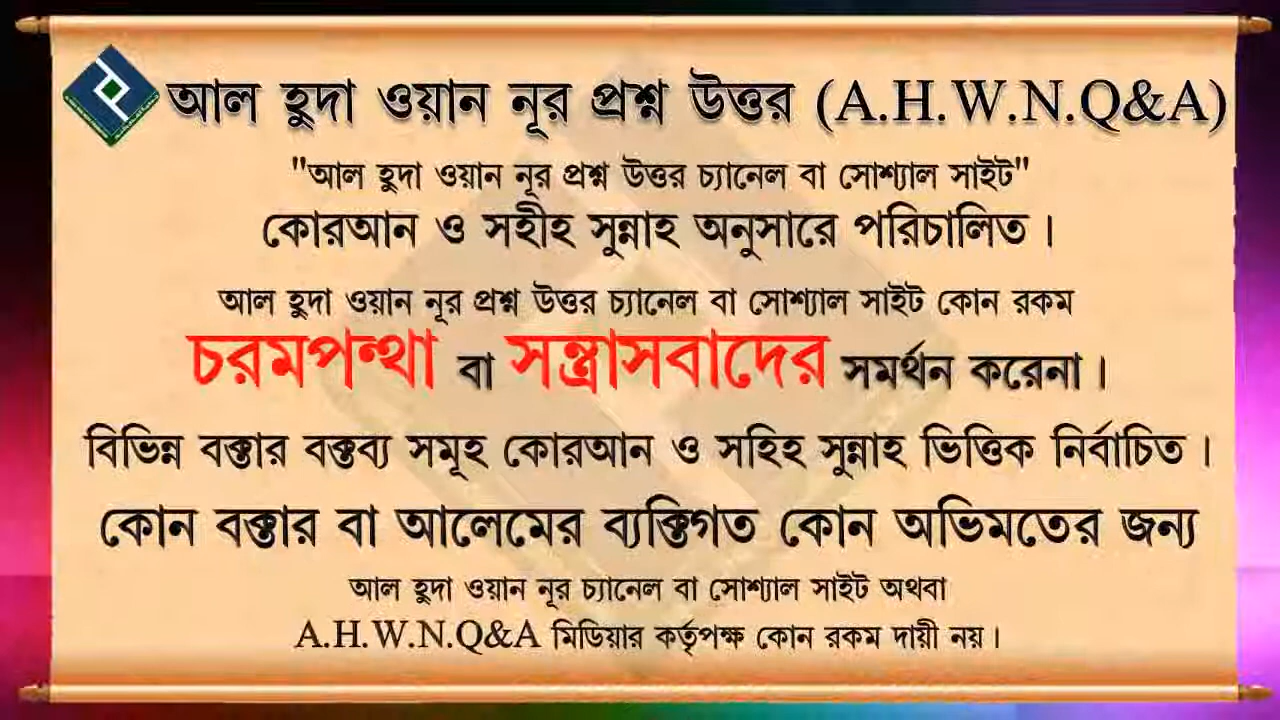 আল হুদা ওয়ান নূর প্রশ্ন উত্তর (A.H.W.N.Q&A)
"আল হুদা ওয়ান নূর প্রশ্ন উত্তর চ্যানেল বা সোশ্যাল সাইট"
কোরআন ও সহীহ সুন্নাহ অনুসারে পরিচালিত।
আল হুদা ওয়ান নূর প্রশ্ন উত্তর চ্যানেল বা সোশ্যাল সাইট কোন রকম
চরমপন্থা বা সন্ত্রাসবাদের সমর্থন করেনা।
বিভিন্ন বক্তার বক্তব্য সমূহ কোরআন ও সহিহ সুন্নাহ ভিত্তিক নির্বাচিত।
কোন বক্তার বা আলেমের ব্যক্তিগত কোন অভিমতের জন্য
আল হুদা ওয়ান নূর চ্যানেল বা সোশ্যাল সাইট অথবা
A.H.W.N.Q&A মিডিয়ার কর্তৃপক্ষ কোন রকম দায়ী নয়।